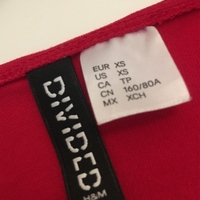 DIVIDED
H&M
EUR XS
US XS
CA TP
CN 160/80A
MX XCH